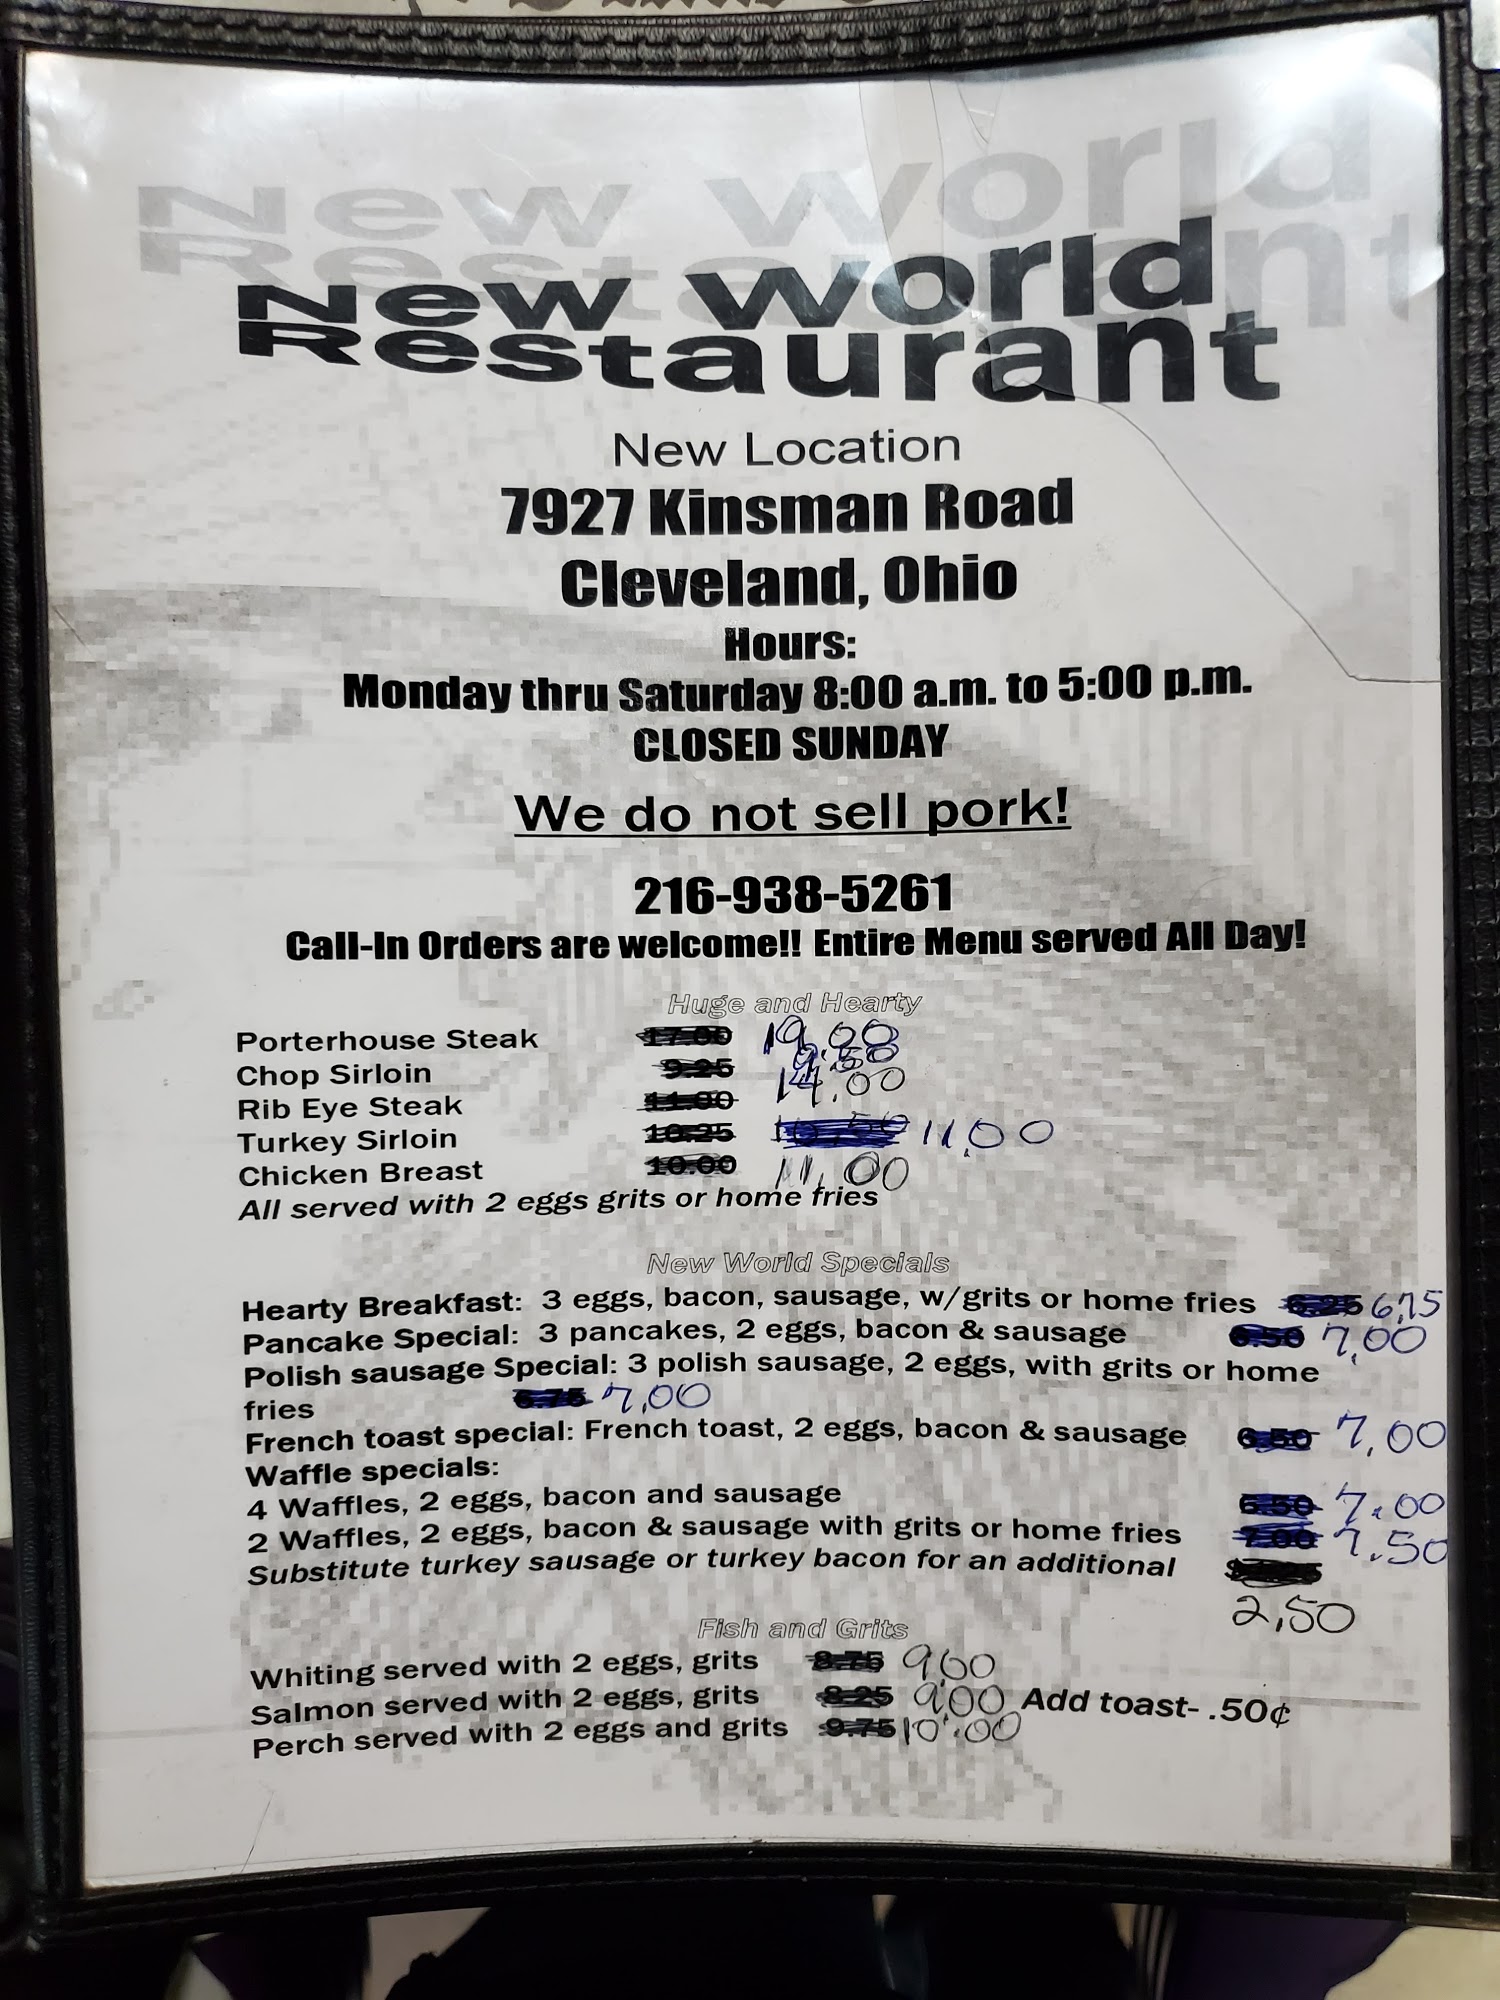 New World
Restaurant
New World
Restaurant
New Location
7927 Kinsman Road
Cleveland, Ohio
Hours:
Monday thru Saturday 8:00 a.m. to 5:00 p.m.
CLOSED SUNDAY
We do not sell pork!
216-938-5261
Call-In Orders are welcome!! Entire Menu served All Day!
Huge and Hearty
Porterhouse Steak 17.00 19.00
Chop Sirloin 9.25 9.50
Rib Eye Steak 11.00 14.00
Turkey Sirloin 10.25 10.50 11.00
Chicken Breast 10.00 11.00
All served with 2 eggs grits or home fries
New World Specials
Hearty Breakfast: 3 eggs, bacon, sausage, w/grits or home fries 6.25 6.75
Pancake Special: 3 pancakes, 2 eggs, bacon & sausage 6.50 7.00
Polish sausage Special: 3 polish sausage, 2 eggs, with grits or home
fries 6.75 7.00
French toast special: French toast, 2 eggs, bacon & sausage 6.50 7.00
Waffle specials:
4 Waffles, 2 eggs, bacon and sausage 6.50 7.00
2 Waffles, 2 eggs, bacon & sausage with grits or home fries 7.00 7.50
Substitute turkey sausage or turkey bacon for an additional
2.50
Fish and Grits
Whiting served with 2 eggs, grits 8.75 9.00
Salmon served with 2 eggs, grits 8.25 9.00 Add toast- .50¢
Perch served with 2 eggs and grits 9.75 10.00